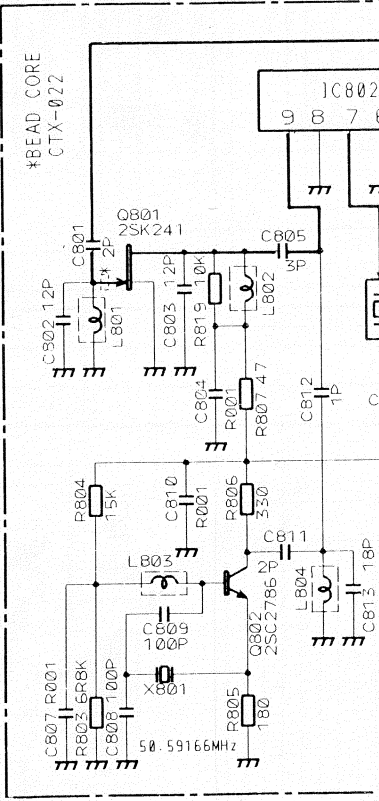 *BEAD CORE
CTX-022
IC802
9 8 7
Q801
2SK241
C801
2P
C805
3P
C802 12P
L801
C803 12P
R819 10K
L802
C804
R001
R807 47
C812
1P
R804
15K
C810
R001
R806
330
C811
2P
L803
C809
100P
Q802
2SC2786
L804
C813 18P
X801
C807 R001
R803 6R8K
C808 100P
R805
180
50.59166MHz